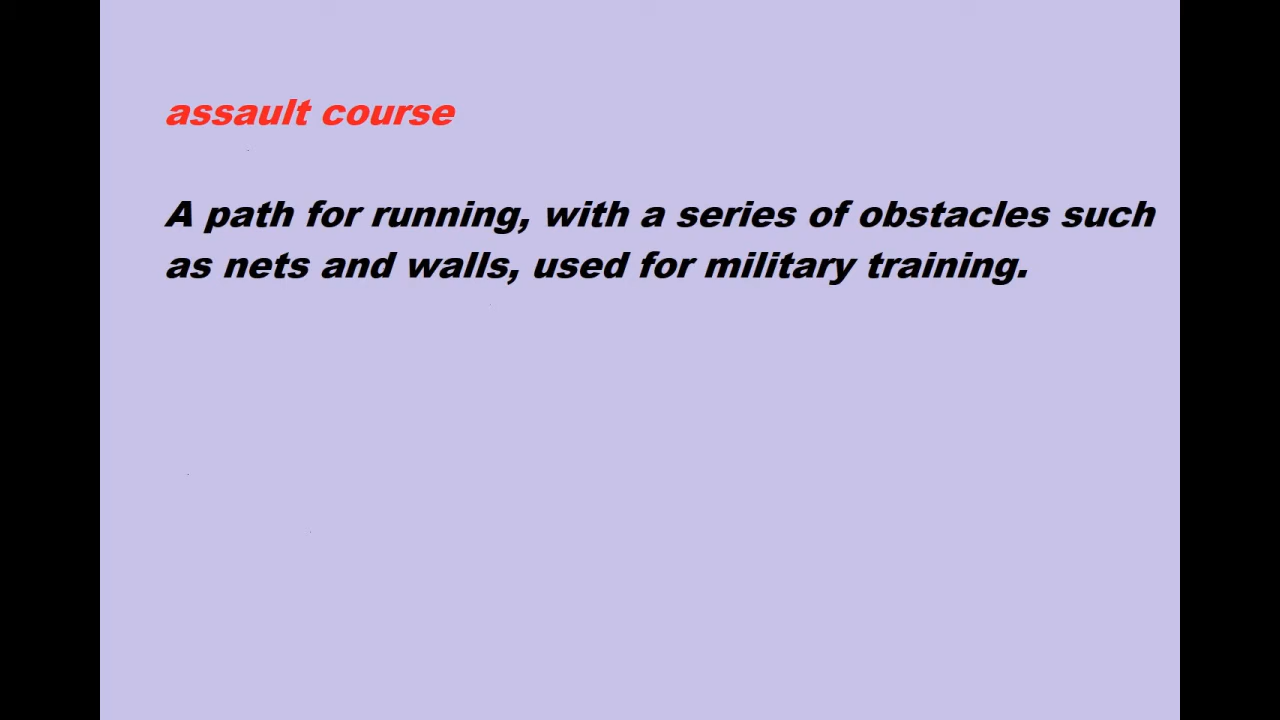 assault course
A path for running, with a series of obstacles such
as nets and walls, used for military training.